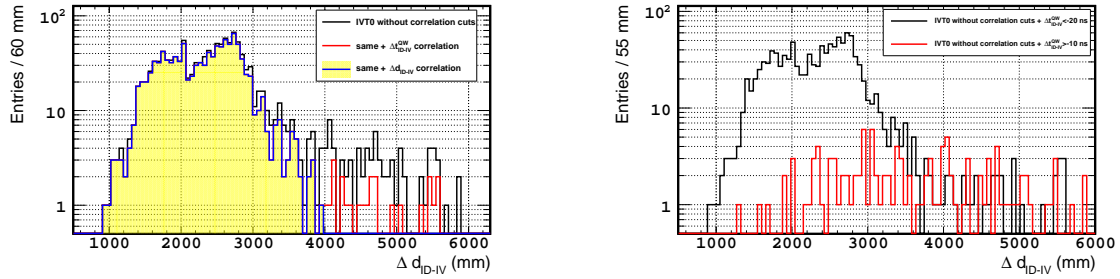 Entries / 60 mm
10²
10
1
IVT0 without correlation cuts
same + Δt^QW_ID-IV correlation
same + Δd_ID-IV correlation
1000 2000 3000 4000 5000 6000
Δ d_ID-IV (mm)
Entries / 55 mm
10²
10
1
IVT0 without correlation cuts + Δt^QW_ID-IV<-20 ns
IVT0 without correlation cuts + Δt^QW_ID-IV>-10 ns
1000 2000 3000 4000 5000 6000
Δ d_ID-IV (mm)